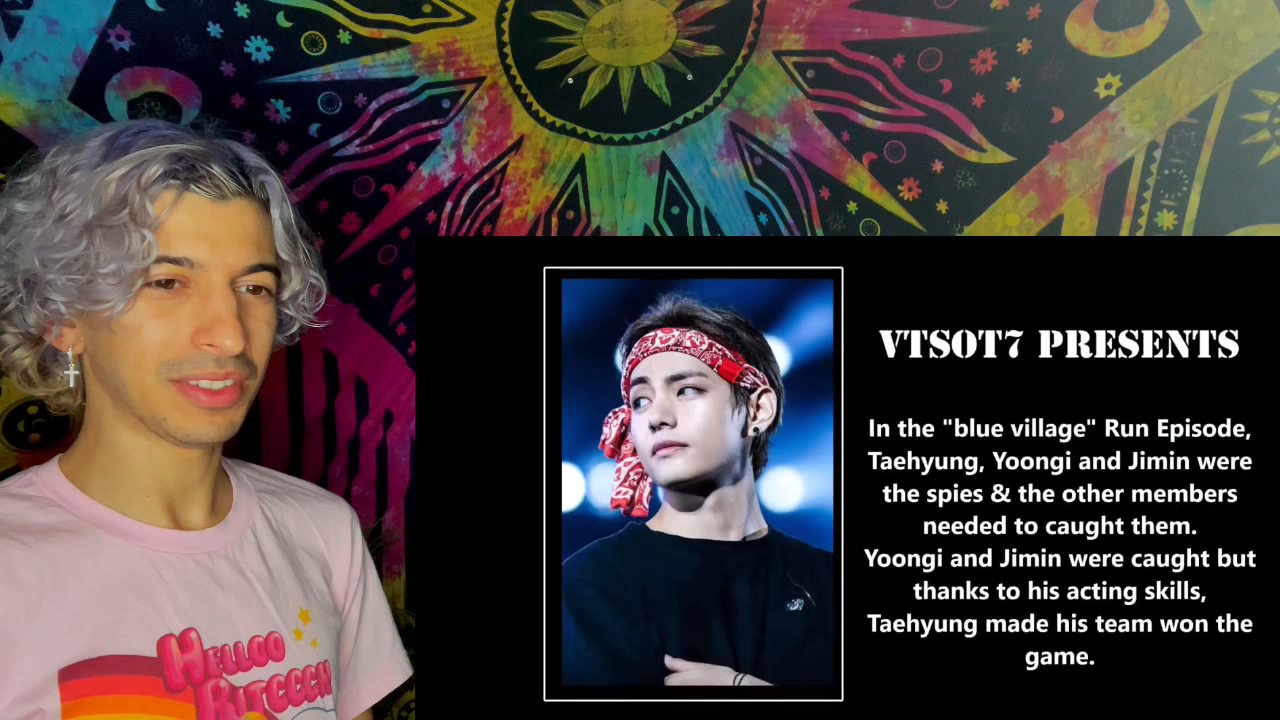 VTSOT7 PRESENTS
In the "blue village" Run Episode,
Taehyung, Yoongi and Jimin were
the spies & the other members
needed to caught them.
Yoongi and Jimin were caught but
thanks to his acting skills,
Taehyung made his team won the
game.
HELLOO
BITCCCH